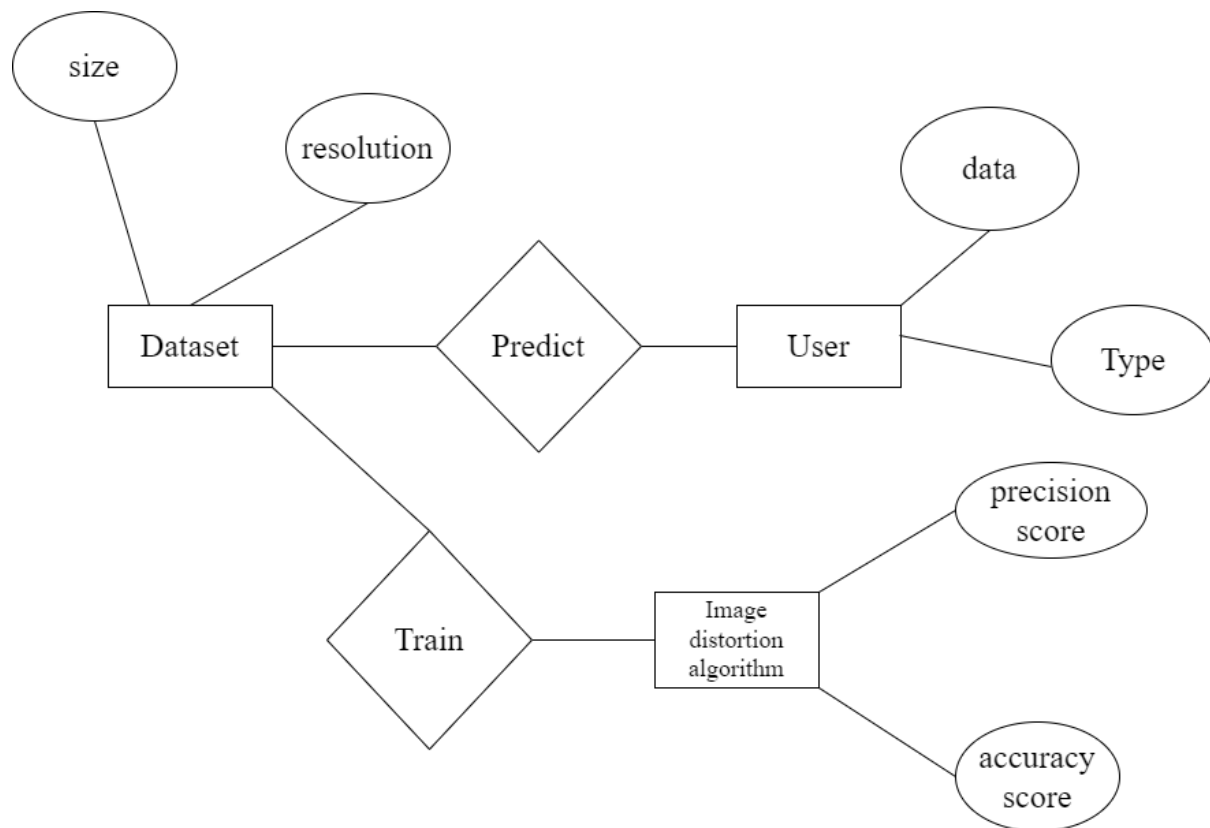 size
resolution
data
Dataset
Predict
User
Type
precision
score
Train
Image
distortion
algorithm
accuracy
score